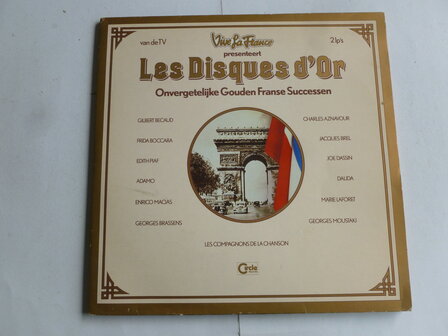 van de TV
Vive La France
2 lp's
presenteert
Les Disques d'Or
Onvergetelijke Gouden Franse Successen
GILBERT BECAUD
FRIDA BOCCARA
EDITH PIAF
ADAMO
ENRICO MACIAS
GEORGES BRASSENS
CHARLES AZNAVOUR
JACQUES BREL
JOE DASSIN
DALIDA
MARIE LAFORET
GEORGES MOUSTAKI
LES COMPAGNONS DE LA CHANSON
Circle